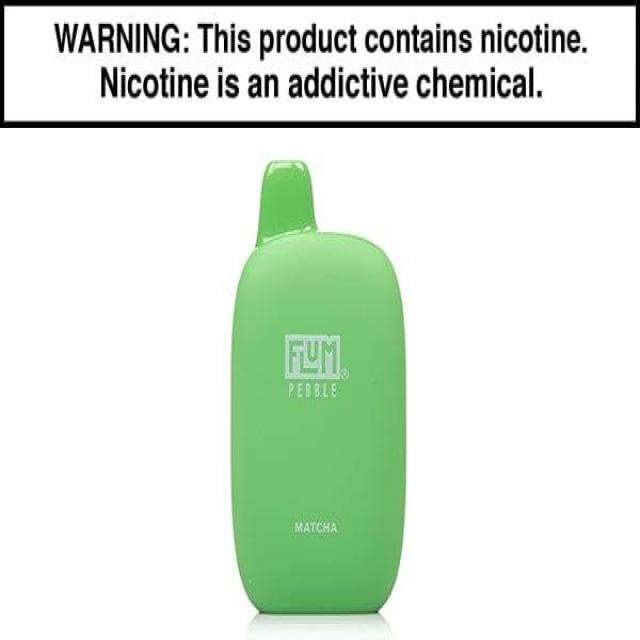 WARNING: This product contains nicotine.
Nicotine is an addictive chemical.
FLUM®
PEBBLE
MATCHA